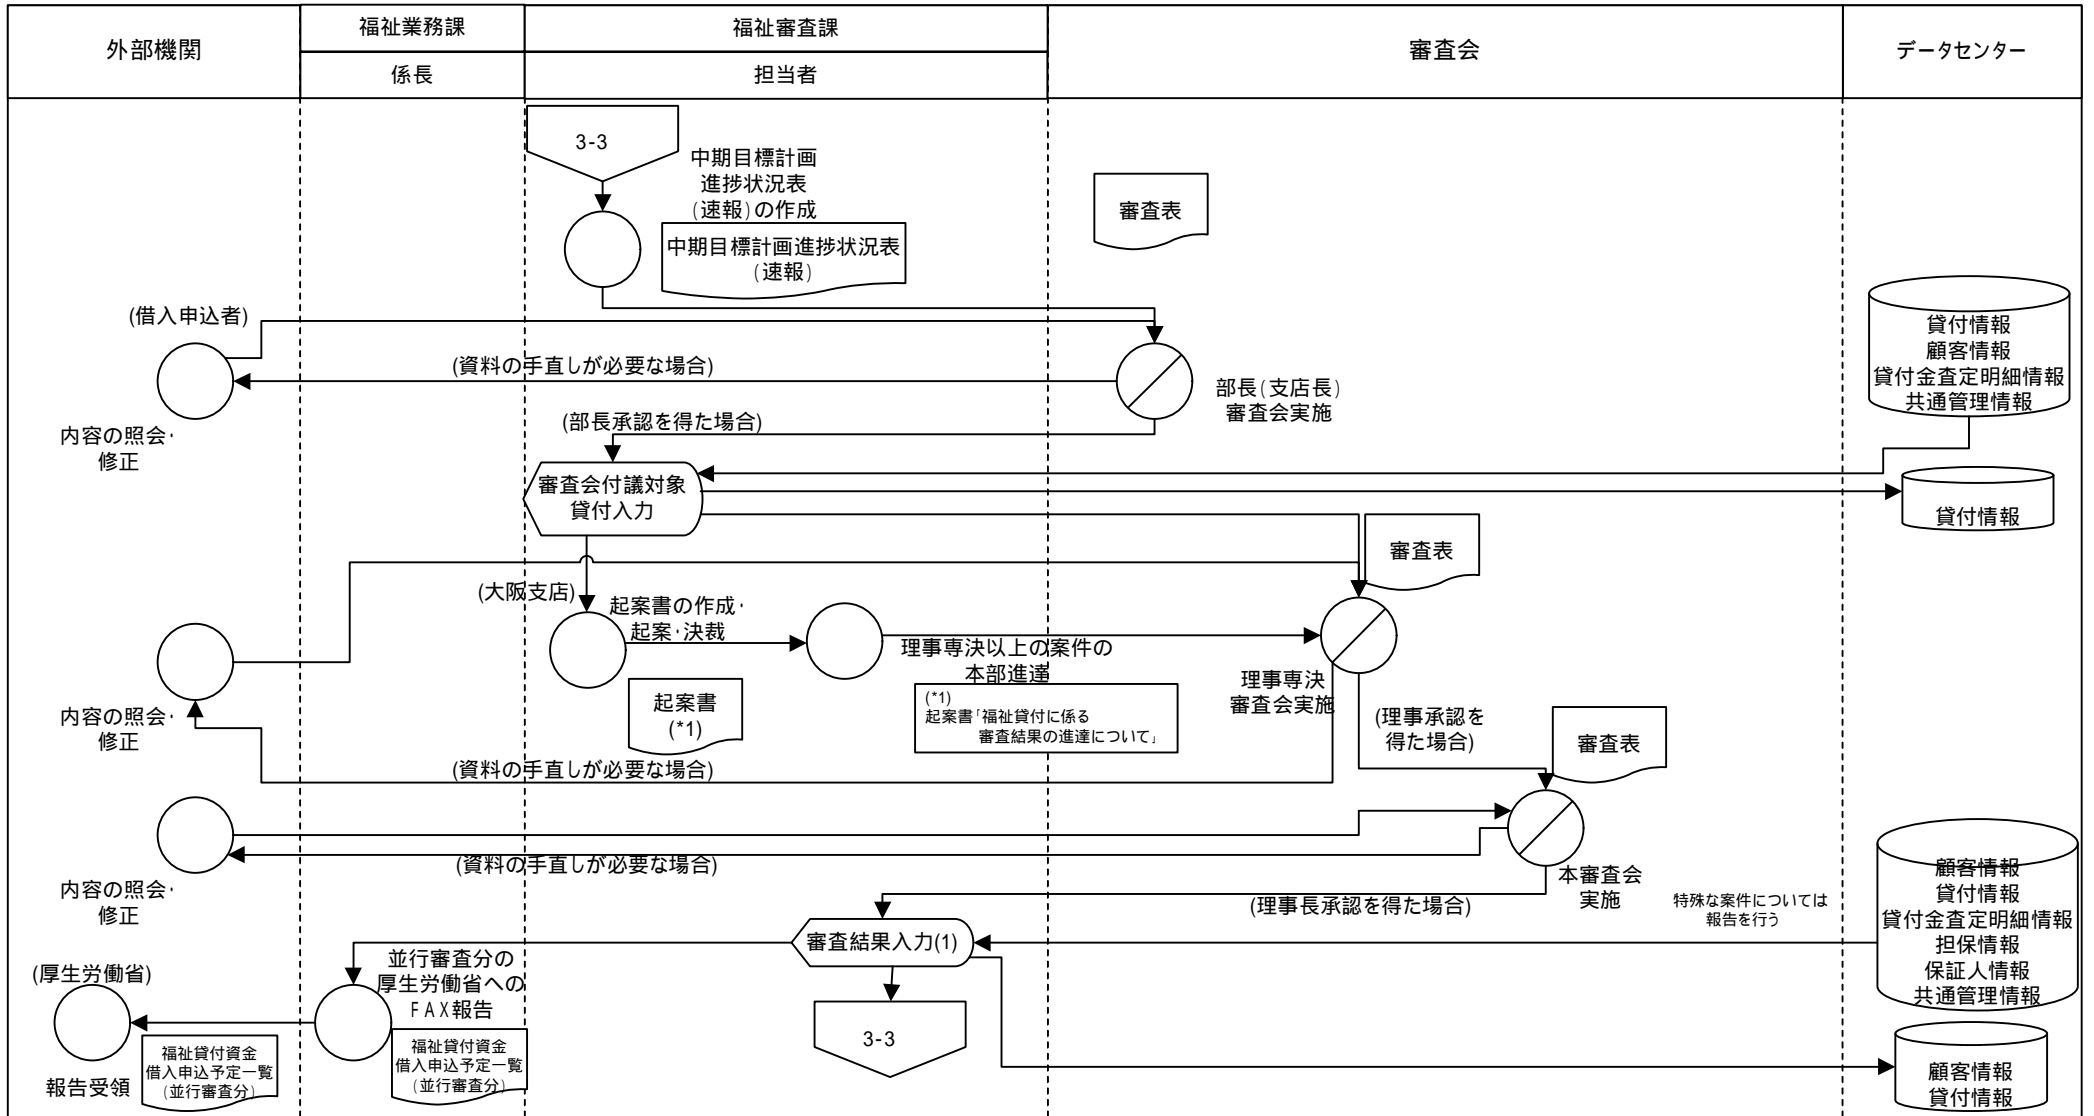 外部機関
福祉業務課
係長
福祉審査課
担当者
審査会
データセンター
3-3
中期目標計画
進捗状況表
(速報)の作成
中期目標計画進捗状況表
(速報)
審査表
(借入申込者)
(資料の手直しが必要な場合)
内容の照会・
修正
部長(支店長)
審査会実施
貸付情報
顧客情報
貸付金査定明細情報
共通管理情報
(部長承認を得た場合)
審査会付議対象
貸付入力
貸付情報
審査表
(大阪支店)
起案書の作成・
起案・決裁
理事専決以上の案件の
本部進達
起案書
(*1)
(*1)
起案書「福祉貸付に係る
審査結果の進達について」
理事専決
審査会実施
内容の照会・
修正
(資料の手直しが必要な場合)
(理事承認を
得た場合)
審査表
内容の照会・
修正
(資料の手直しが必要な場合)
本審査会
実施
(理事長承認を得た場合)
特殊な案件については
報告を行う
顧客情報
貸付情報
貸付金査定明細情報
担保情報
保証人情報
共通管理情報
審査結果入力(1)
並行審査分の
厚生労働省への
FAX報告
(厚生労働省)
報告受領
福祉貸付資金
借入申込予定一覧
(並行審査分)
福祉貸付資金
借入申込予定一覧
(並行審査分)
3-3
顧客情報
貸付情報